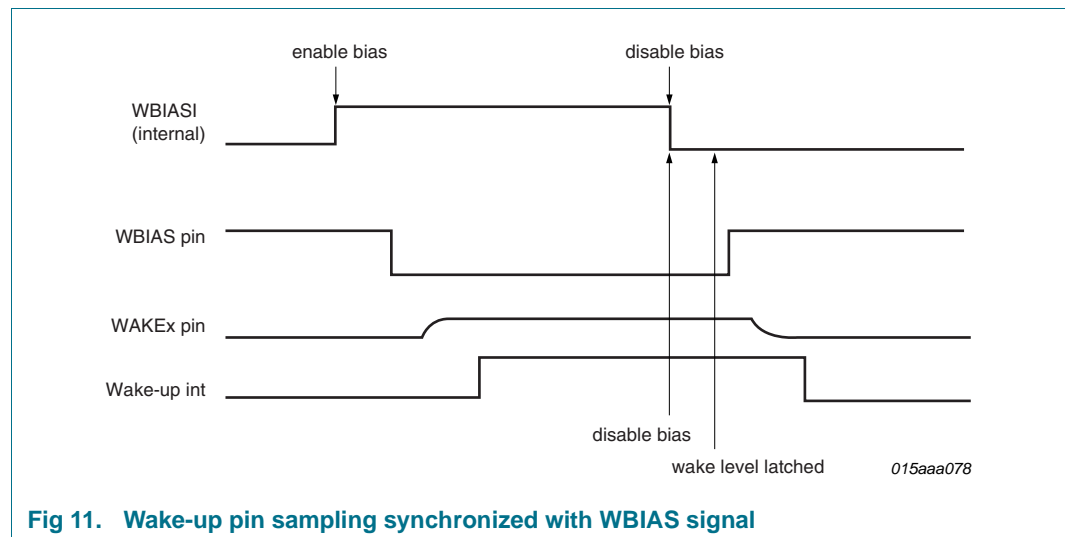 enable bias
disable bias
WBIASI
(internal)
WBIAS pin
WAKEx pin
Wake-up int
disable bias
wake level latched
015aaa078
Fig 11. Wake-up pin sampling synchronized with WBIAS signal